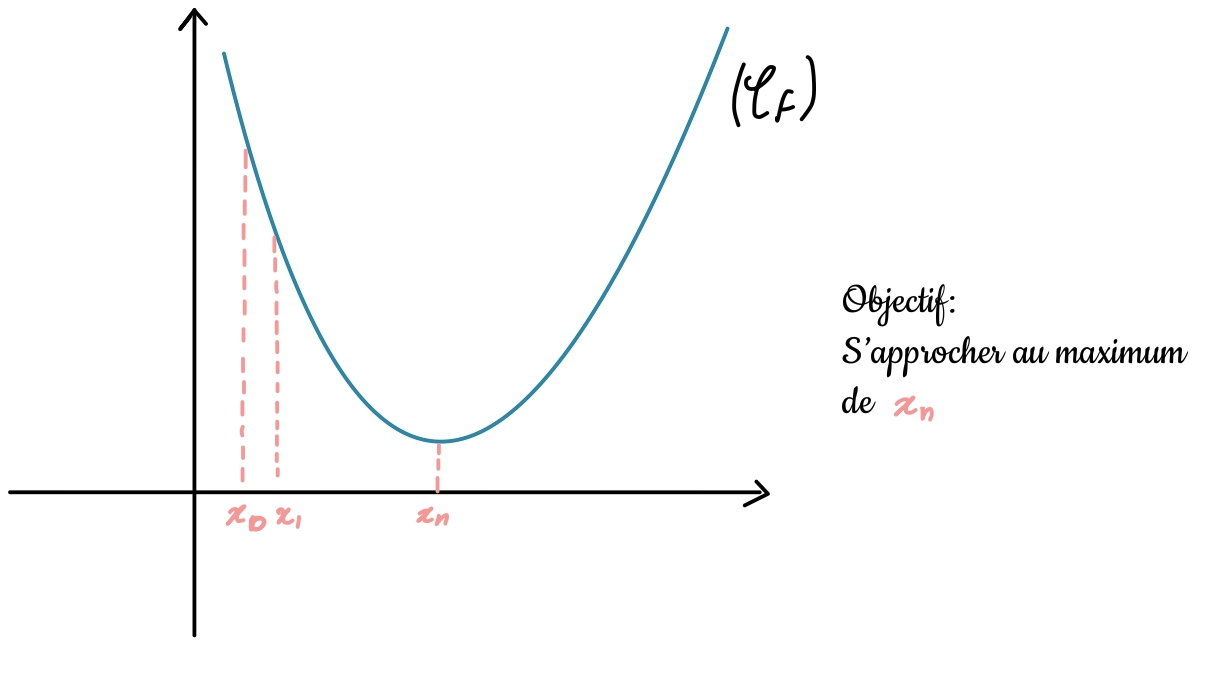 (𝒞f)
Objectif:
S'approcher au maximum
de xn
x0 x1 xn